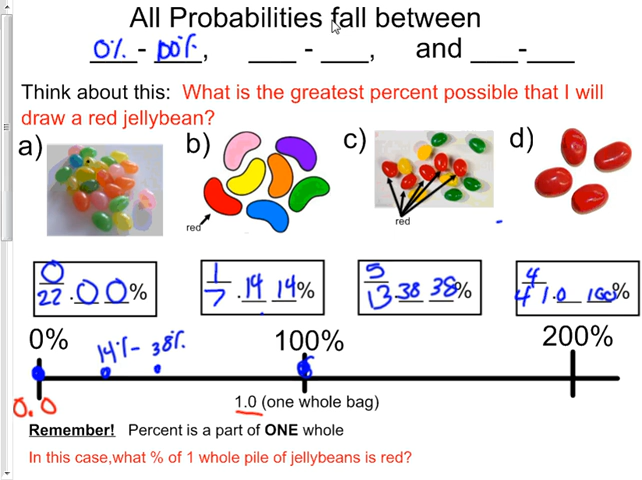 All Probabilities fall between
0% - 100%, ___ - ___, and ___-___
Think about this: What is the greatest percent possible that I will
draw a red jellybean?
a) b) c) d)
red
red
0/22 .00 0% 1/7 .14 14% 5/13 .38 38% 4/4 1.0 100%
0% 14% - 38% 100% 200%
0.0 1.0 (one whole bag)
Remember! Percent is a part of ONE whole
In this case,what % of 1 whole pile of jellybeans is red?